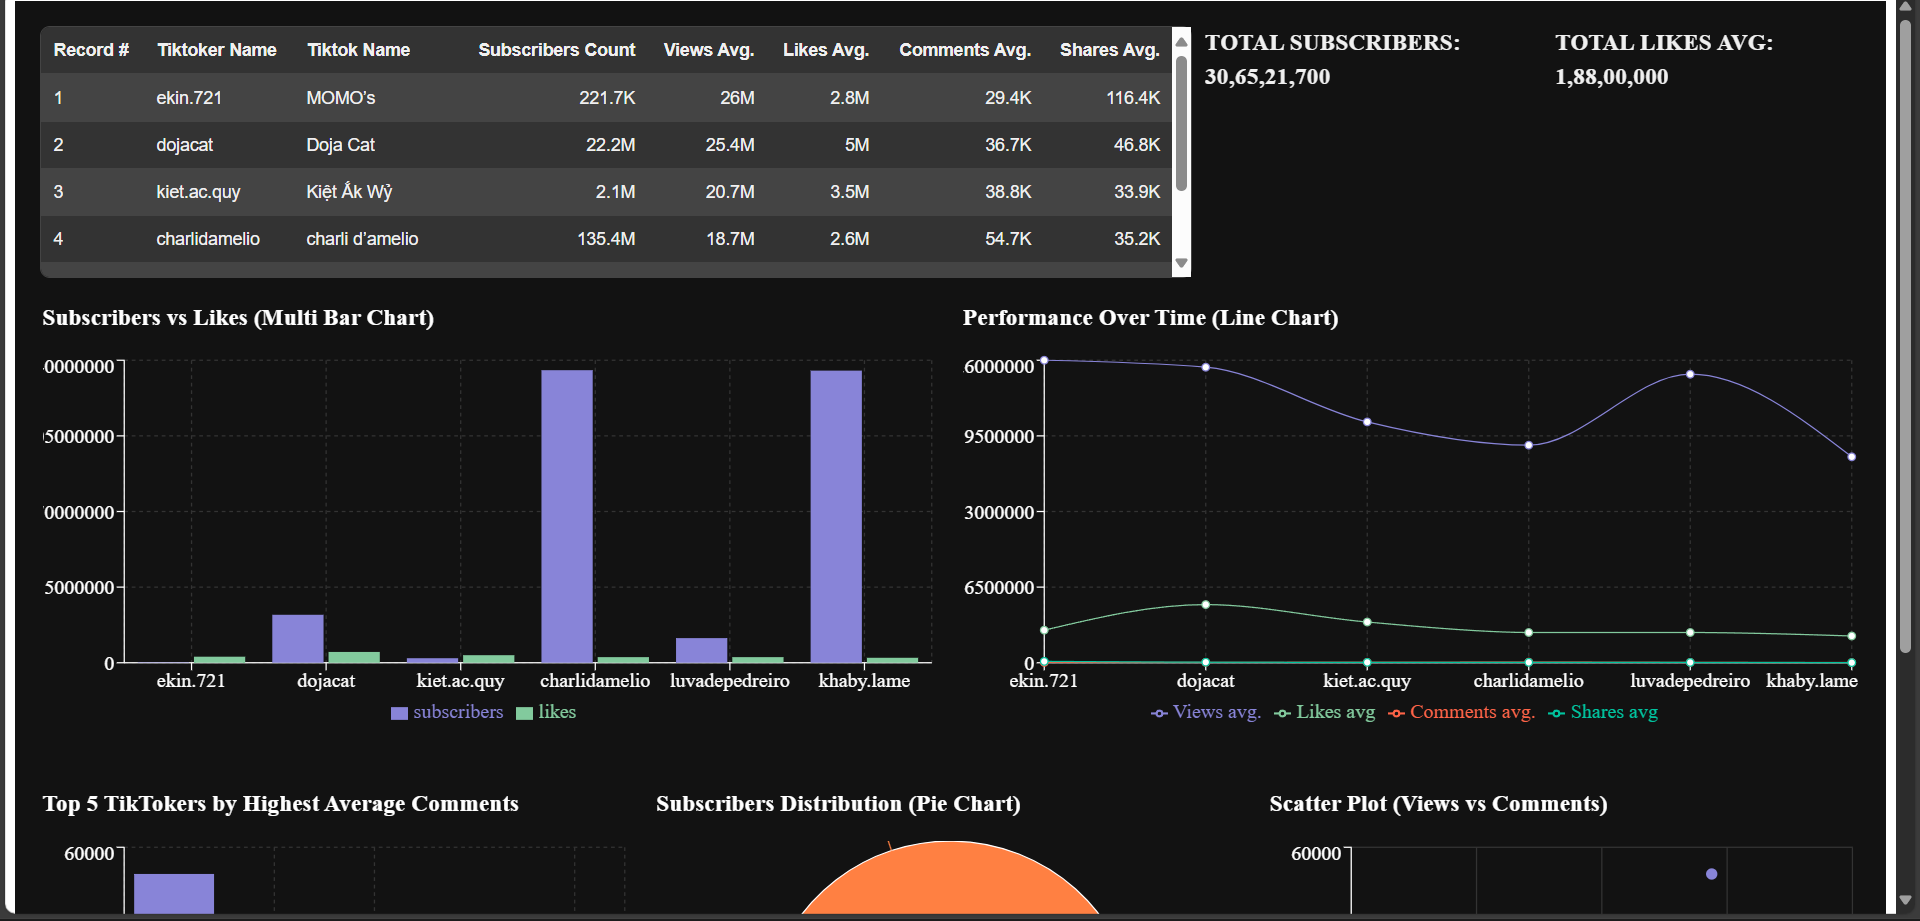 Record # Tiktoker Name Tiktok Name Subscribers Count Views Avg. Likes Avg. Comments Avg. Shares Avg.
1 ekin.721 MOMO's 221.7K 26M 2.8M 29.4K 116.4K
2 dojacat Doja Cat 22.2M 25.4M 5M 36.7K 46.8K
3 kiet.ac.quy Kiệt Ắk Wỷ 2.1M 20.7M 3.5M 38.8K 33.9K
4 charlidamelio charli d’amelio 135.4M 18.7M 2.6M 54.7K 35.2K
TOTAL SUBSCRIBERS:
30,65,21,700
TOTAL LIKES AVG:
1,88,00,000
Subscribers vs Likes (Multi Bar Chart)
0000000
5000000
0000000
5000000
0
ekin.721 dojacat kiet.ac.quy charlidamelio luvadepedreiro khaby.lame
subscribers likes
Performance Over Time (Line Chart)
6000000
9500000
3000000
6500000
0
ekin.721 dojacat kiet.ac.quy charlidamelio luvadepedreiro khaby.lame
Views avg. Likes avg Comments avg. Shares avg
Top 5 TikTokers by Highest Average Comments
60000
Subscribers Distribution (Pie Chart)
Scatter Plot (Views vs Comments)
60000